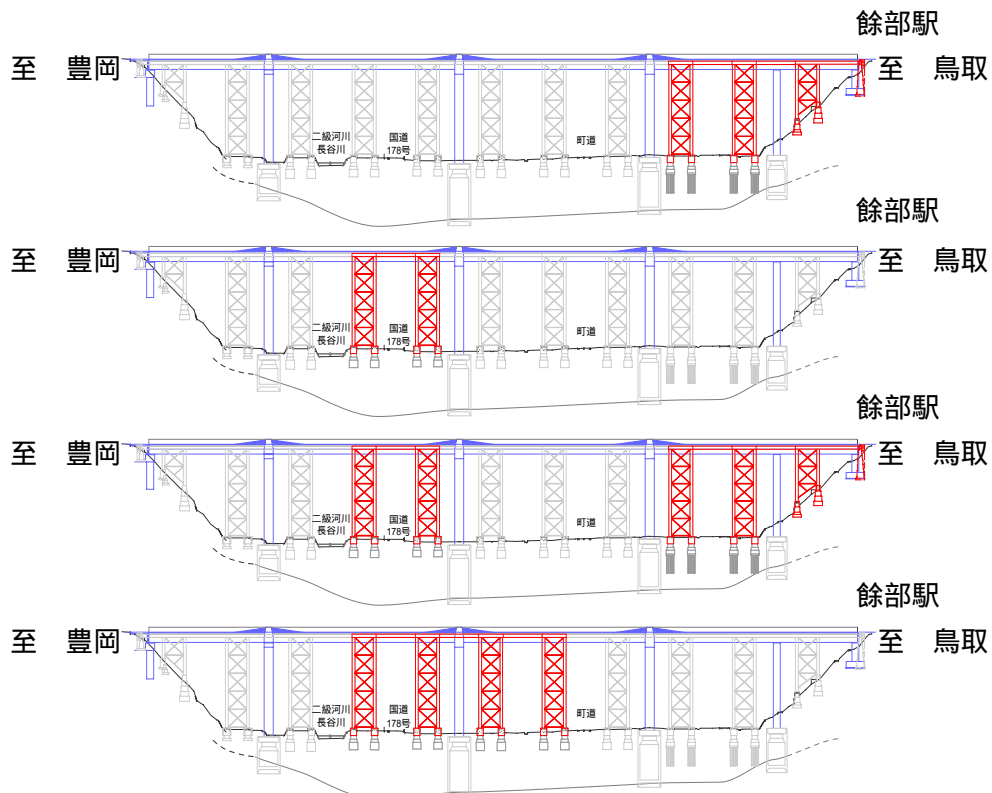 餘部駅
至 豊岡
至 鳥取
二級河川
長谷川
国道
178号
町道
餘部駅
至 豊岡
至 鳥取
二級河川
長谷川
国道
178号
町道
餘部駅
至 豊岡
至 鳥取
二級河川
長谷川
国道
178号
町道
餘部駅
至 豊岡
至 鳥取
二級河川
長谷川
国道
178号
町道